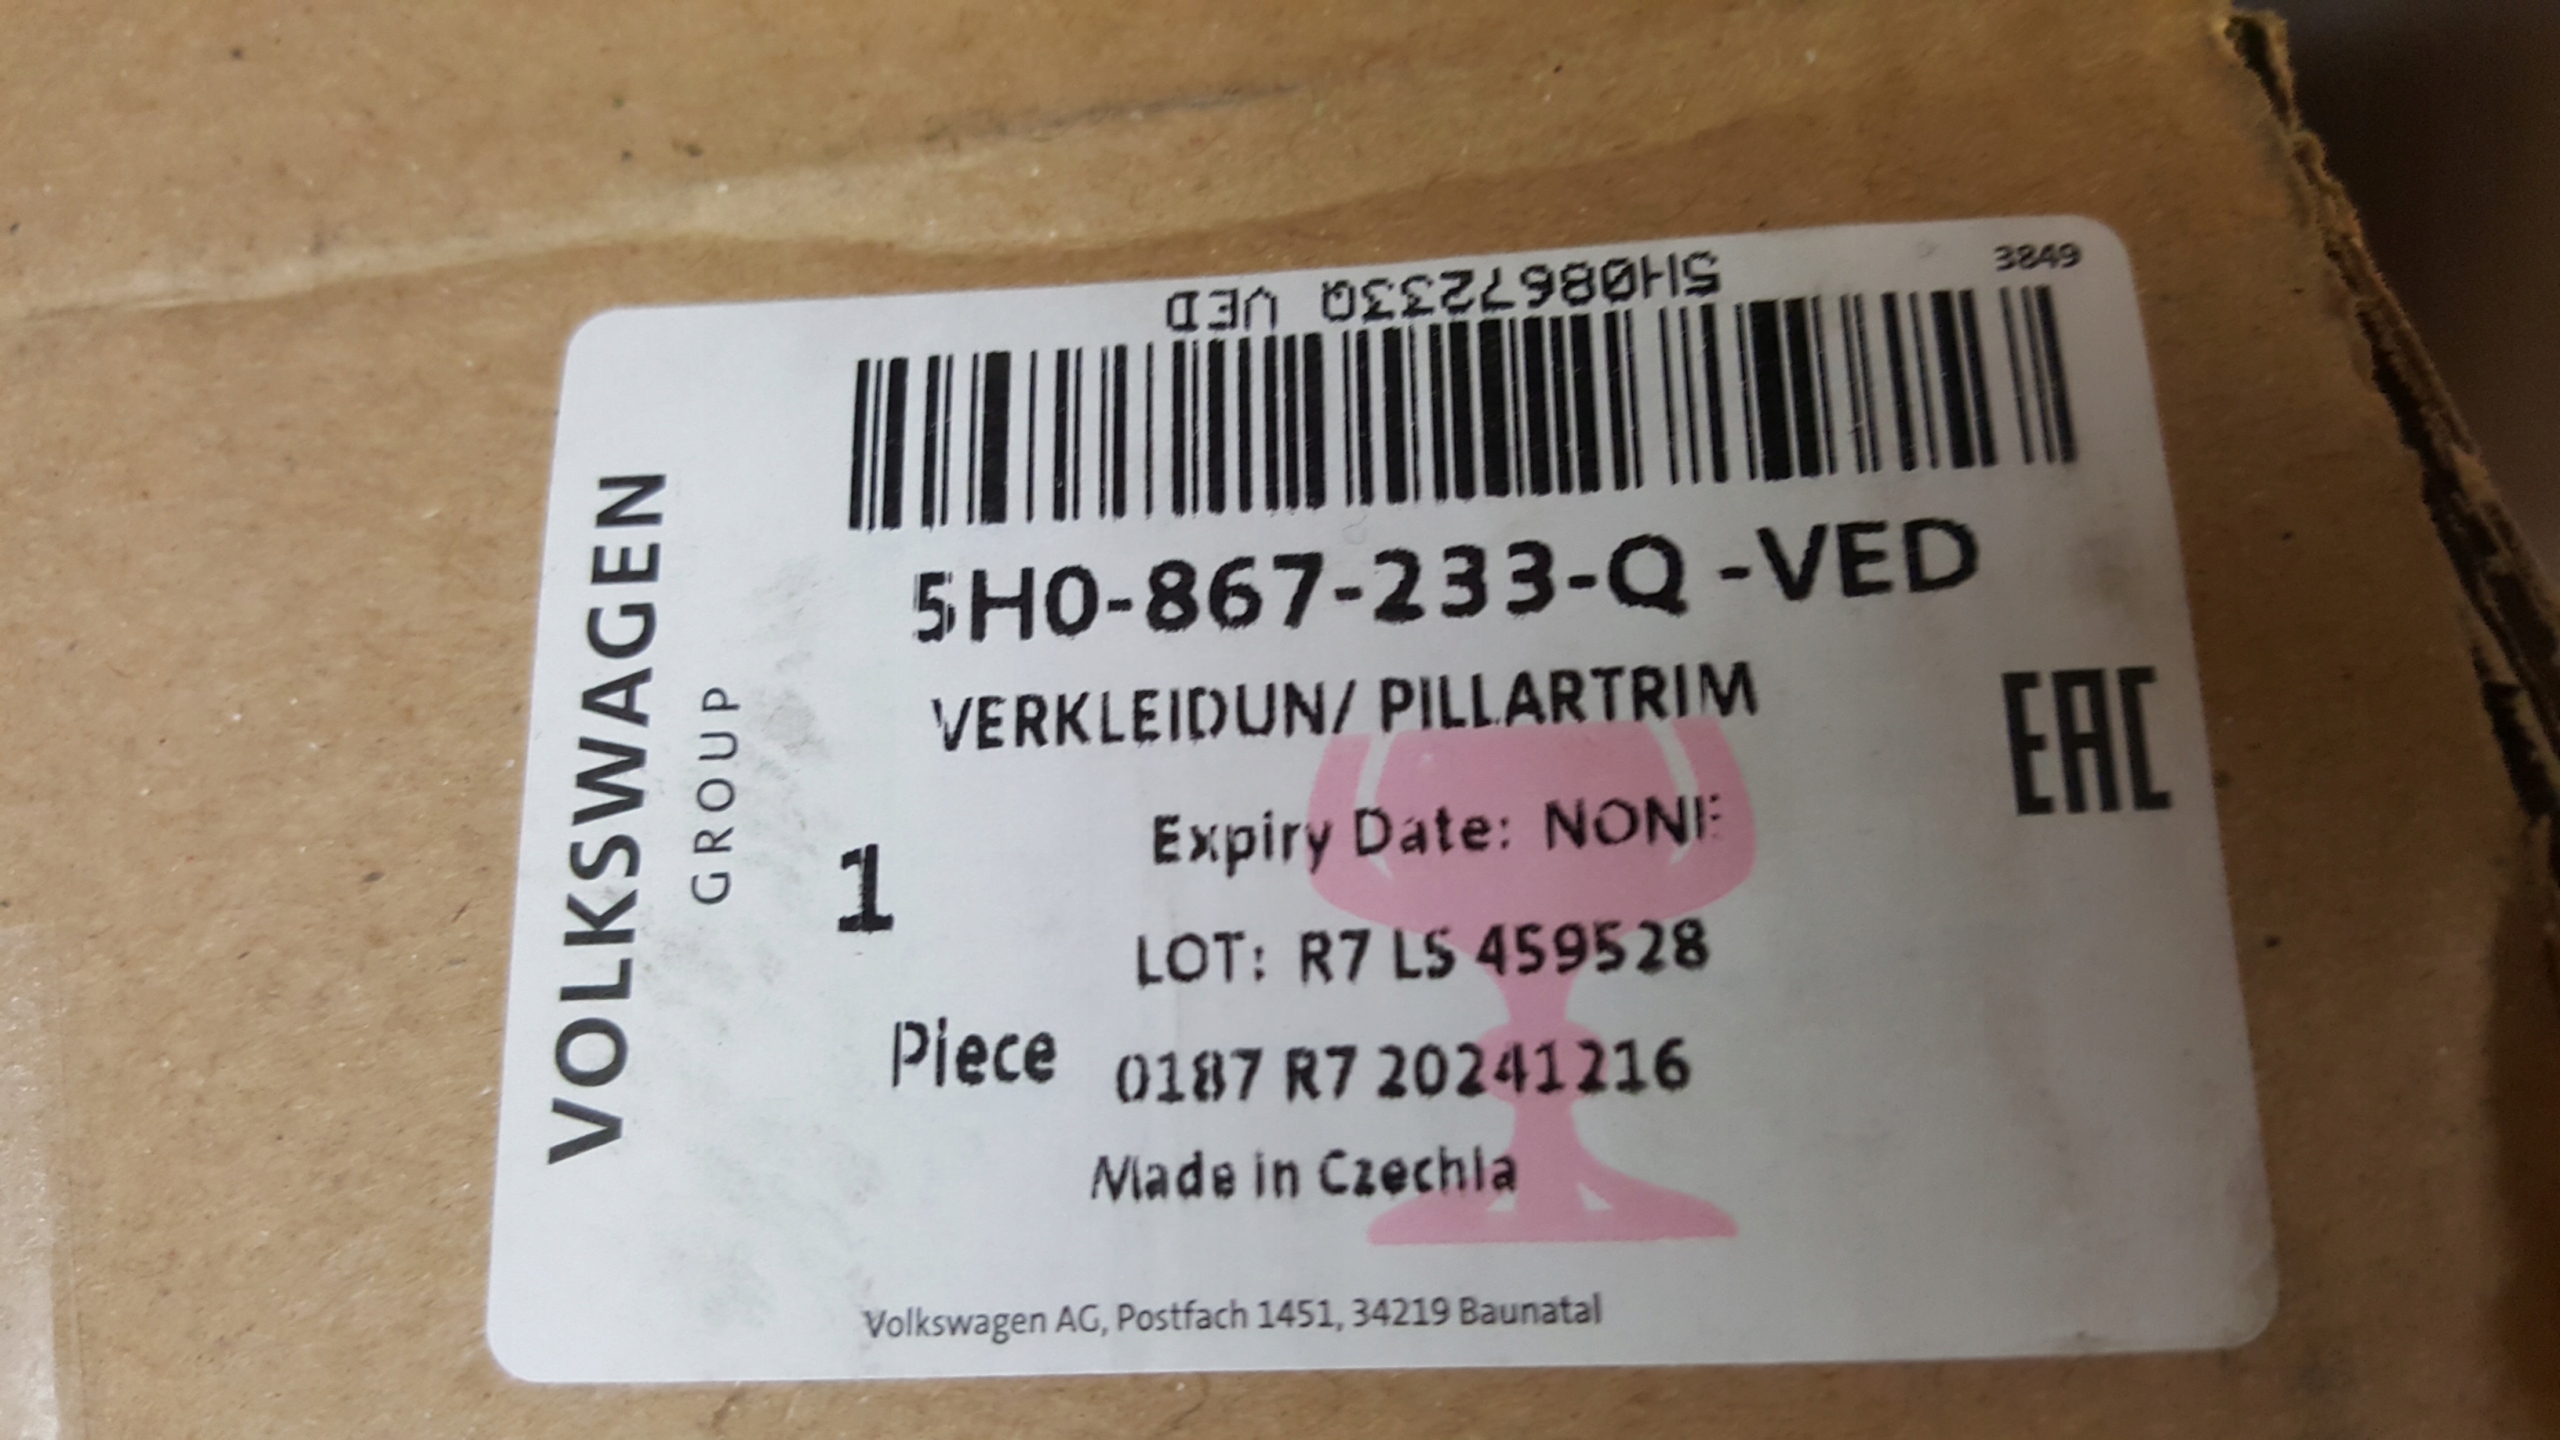 3849
5H0867233Q VED
5H0-867-233-Q -VED
VERKLEIDUN/ PILLARTRIM
EAC
Expiry Date: NONE
1
LOT: R7 LS 459528
Piece
0187 R7 20241216
Made in Czechia
Volkswagen AG, Postfach 1451, 34219 Baunatal
VOLKSWAGEN
GROUP